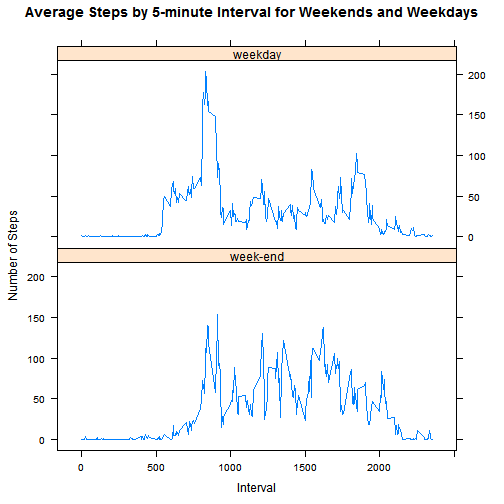 Average Steps by 5-minute Interval for Weekends and Weekdays
weekday
200
150
100
50
0
week-end
200
150
100
50
0
Number of Steps
0 500 1000 1500 2000
Interval